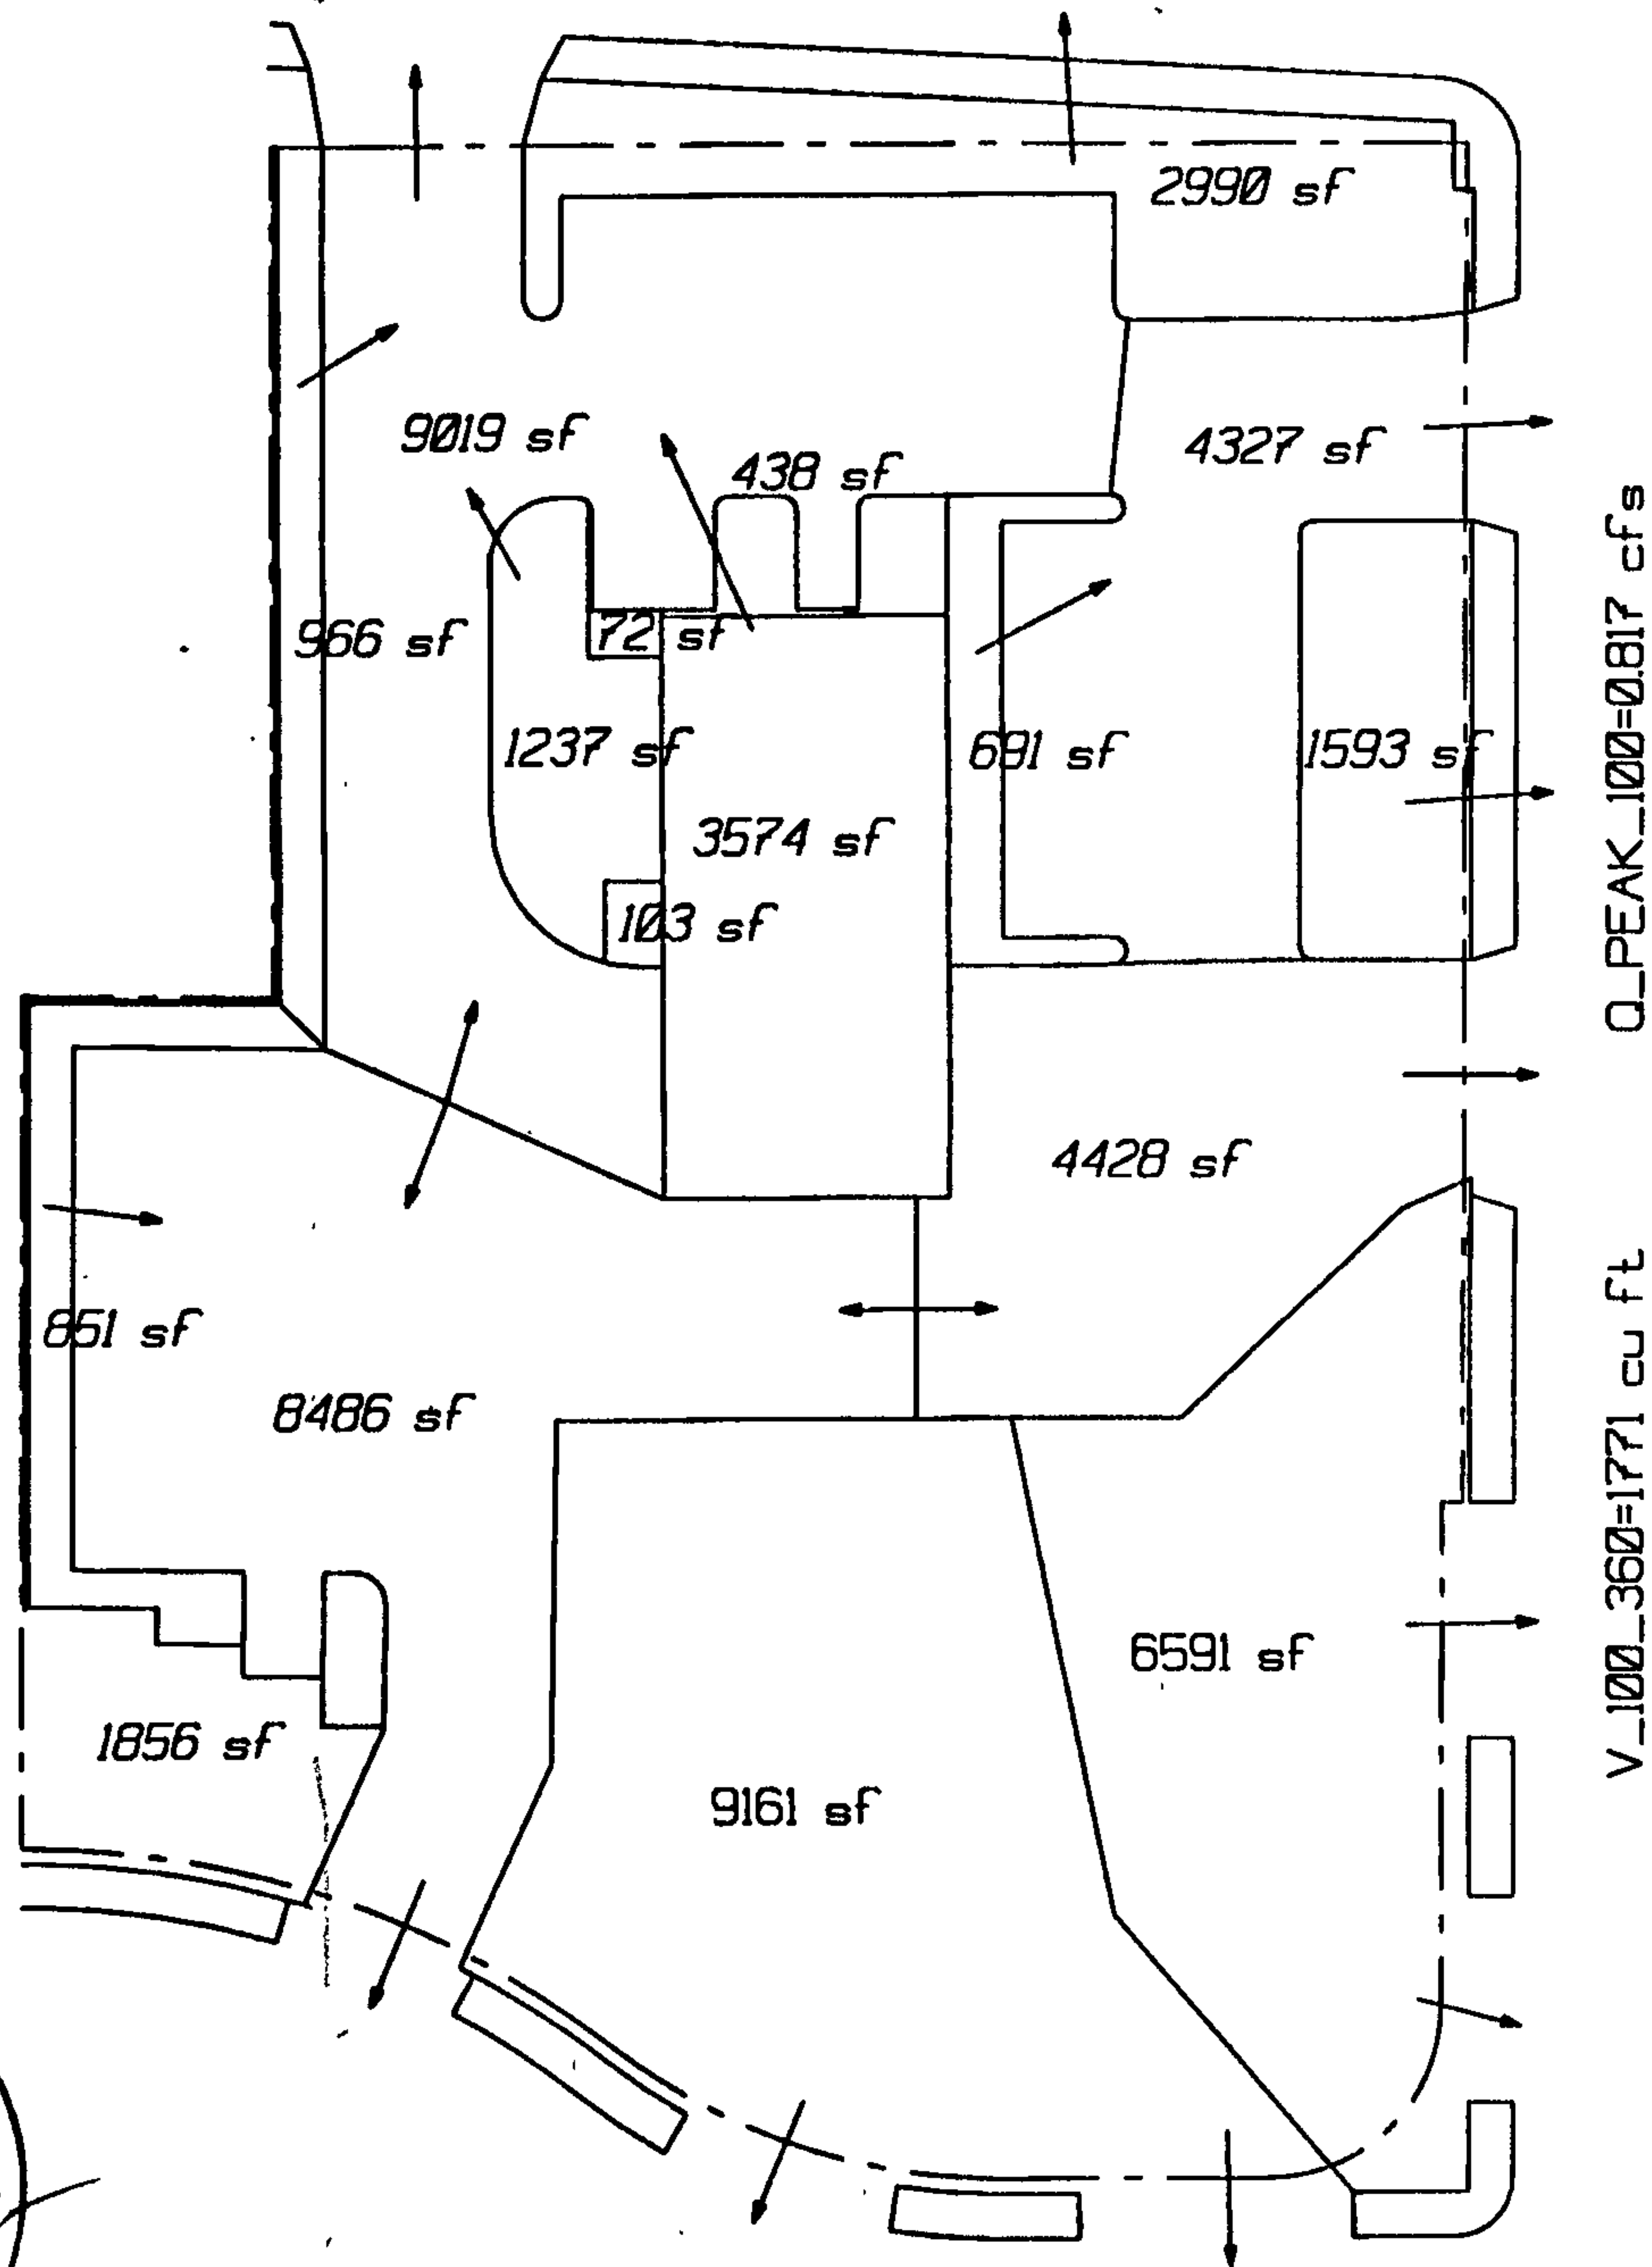 2990 sf
9019 sf
438 sf
4327 sf
966 sf
72 sf
1237 sf
691 sf
1593 sf
3574 sf
103 sf
4428 sf
851 sf
8486 sf
6591 sf
1856 sf
9161 sf
V_100_360=1771 cu ft
Q_PEAK_100=0.817 cfs